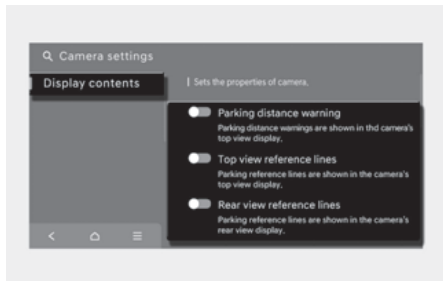 Camera settings
Display contents
Sets the properties of camera.
Parking distance warning
Parking distance warnings are shown in thd camera's
top view display.
Top view reference lines
Parking reference lines are shown in the camera's
top view display.
Rear view reference lines
Parking reference lines are shown in the camera's
rear view display.